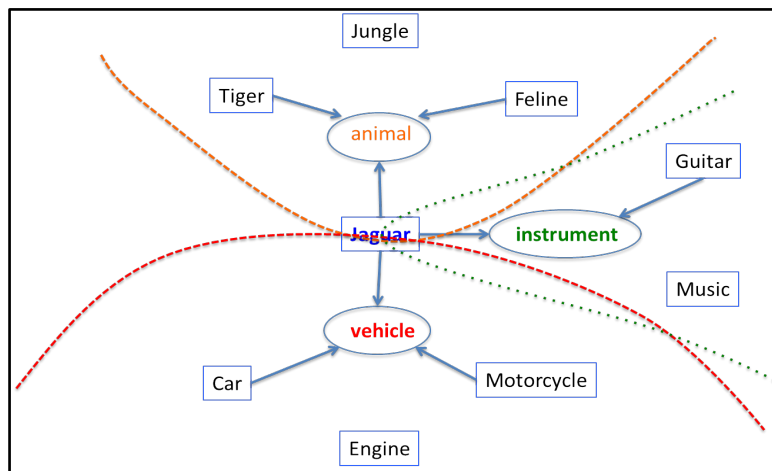 Jungle
Tiger
Feline
animal
Guitar
Jaguar
instrument
Music
vehicle
Car
Motorcycle
Engine